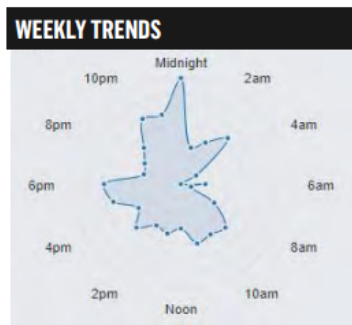 WEEKLY TRENDS
Midnight
10pm 2am
8pm 4am
6pm 6am
4pm 8am
2pm 10am
Noon